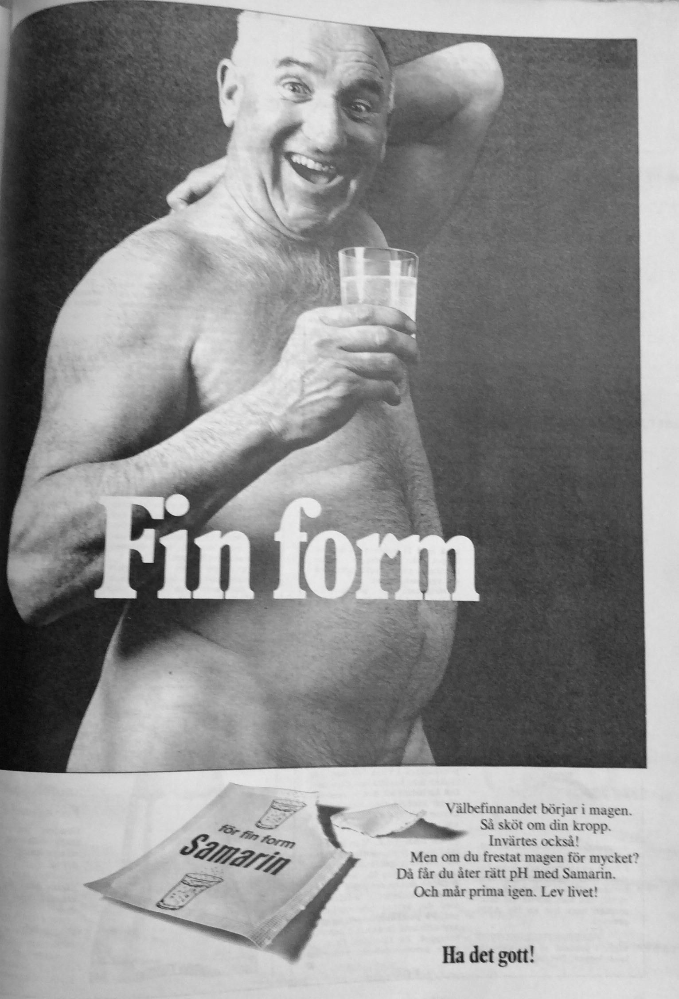 Fin form
för fin form
Samarin
Välbefinnandet börjar i magen.
Så sköt om din kropp.
Invärtes också!
Men om du frestat magen för mycket?
Då får du åter rätt pH med Samarin.
Och mår prima igen. Lev livet!
Ha det gott!